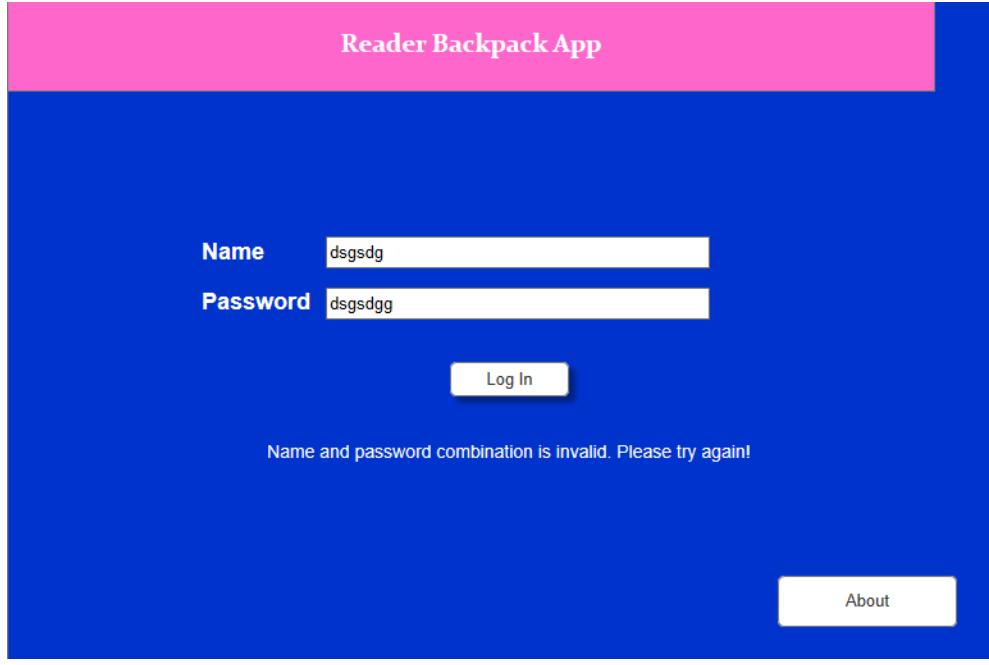 Reader Backpack App
Name
dsgsdg
Password
dsgsdgg
Log In
Name and password combination is invalid. Please try again!
About